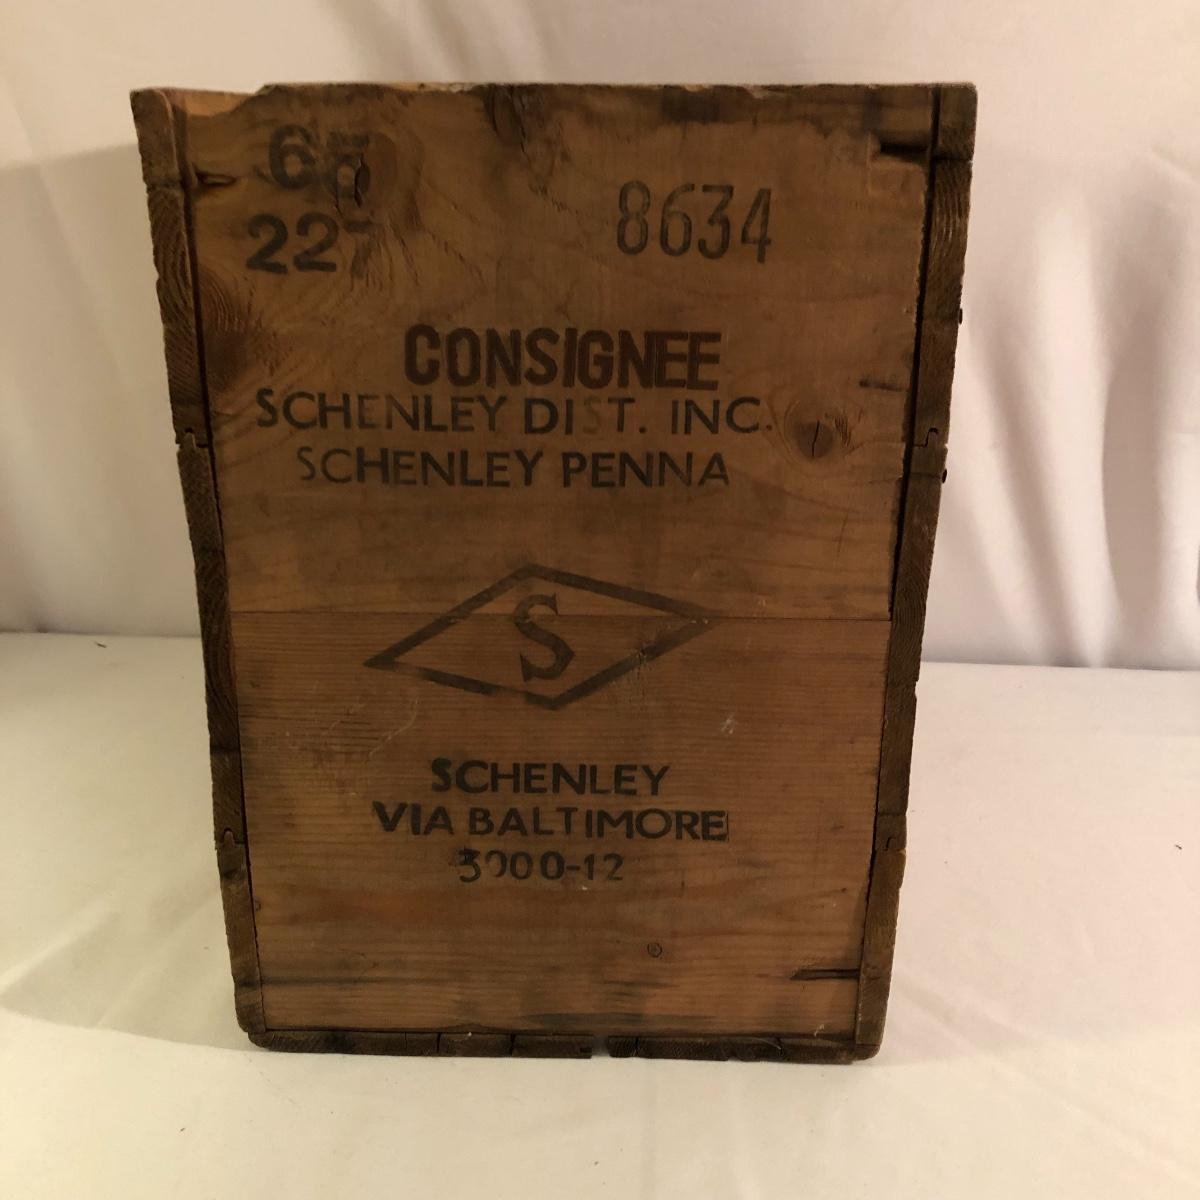 8634
227
CONSIGNEE
SCHENLEY DIST. INC.
SCHENLEY PENNA
S
SCHENLEY
VIA BALTIMORE
3000-12